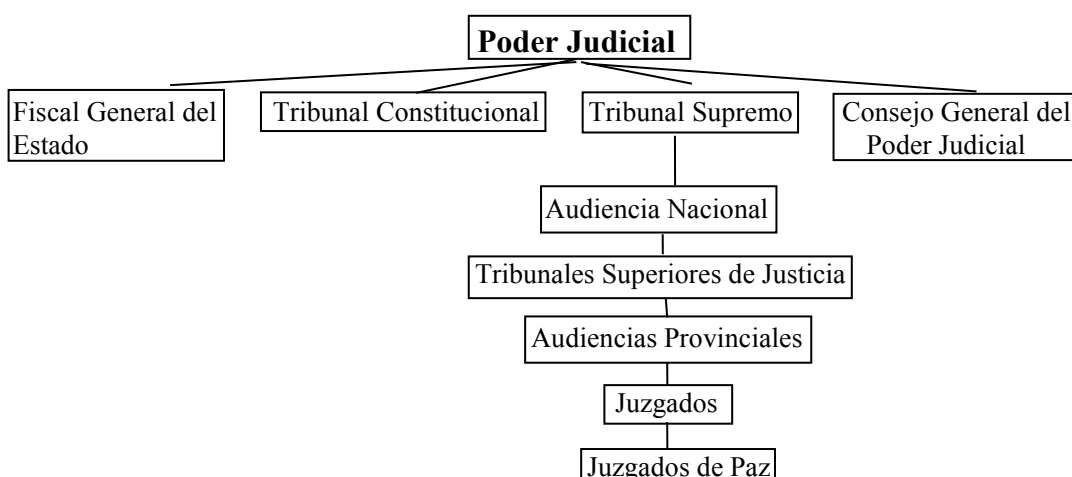 Poder Judicial
Fiscal General del
Estado
Tribunal Constitucional
Tribunal Supremo
Consejo General del
Poder Judicial
Audiencia Nacional
Tribunales Superiores de Justicia
Audiencias Provinciales
Juzgados
Juzgados de Paz